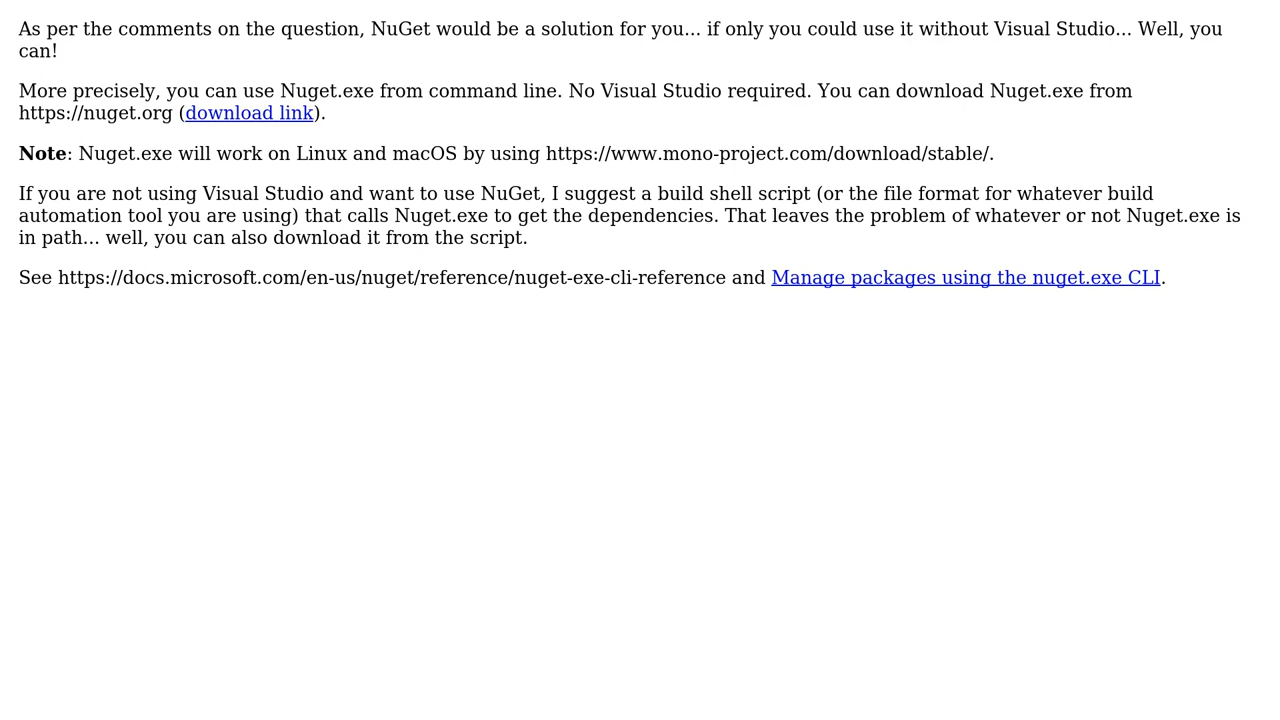 As per the comments on the question, NuGet would be a solution for you... if only you could use it without Visual Studio... Well, you
can!
More precisely, you can use Nuget.exe from command line. No Visual Studio required. You can download Nuget.exe from
https://nuget.org (download link).
Note: Nuget.exe will work on Linux and macOS by using https://www.mono-project.com/download/stable/.
If you are not using Visual Studio and want to use NuGet, I suggest a build shell script (or the file format for whatever build
automation tool you are using) that calls Nuget.exe to get the dependencies. That leaves the problem of whatever or not Nuget.exe is
in path... well, you can also download it from the script.
See https://docs.microsoft.com/en-us/nuget/reference/nuget-exe-cli-reference and Manage packages using the nuget.exe CLI.